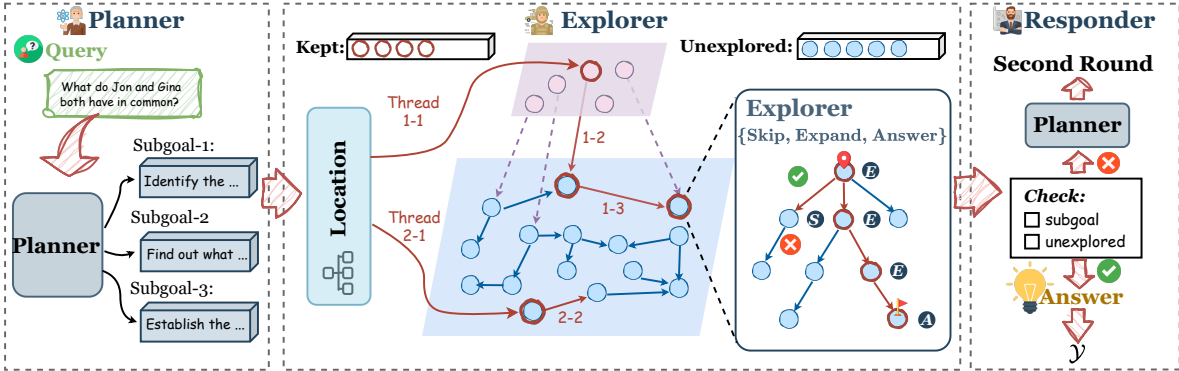 Planner
Query
What do Jon and Gina
both have in common?
Planner
Subgoal-1:
Identify the ...
Subgoal-2
Find out what ...
Subgoal-3:
Establish the ...
Explorer
Kept:
Unexplored:
Location
Thread
1-1
1-2
1-3
Thread
2-1
2-2
Explorer
{Skip, Expand, Answer}
E
S
E
E
A
Responder
Second Round
Planner
Check:
subgoal
unexplored
Answer
𝒴